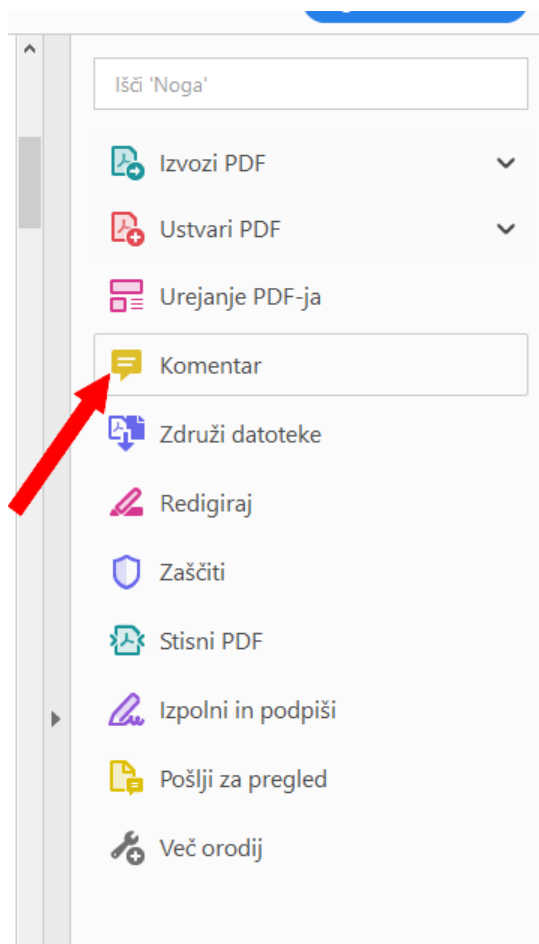 Išči 'Noga'
Izvozi PDF
Ustvari PDF
Urejanje PDF-ja
Komentar
Združi datoteke
Redigiraj
Zaščiti
Stisni PDF
Izpolni in podpiši
Pošlji za pregled
Več orodij